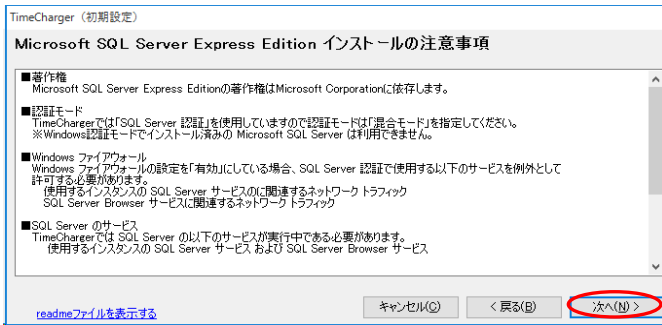 TimeCharger（初期設定）
Microsoft SQL Server Express Edition インストールの注意事項
■著作権
Microsoft SQL Server Express Editionの著作権はMicrosoft Corporationに依存します。
■認証モード
TimeChargerでは「SQL Server 認証」を使用していますので認証モードは「混合モード」を指定してください。
※Windows認証モードでインストール済みの Microsoft SQL Server は利用できません。
■Windows ファイアウォール
Windows ファイアウォールの設定を「有効」にしている場合、SQL Server 認証で使用する以下のサービスを例外として
許可する必要があります。
使用するインスタンスの SQL Server サービスのに関連するネットワーク トラフィック
SQL Server Browser サービスに関連するネットワーク トラフィック
■SQL Server のサービス
TimeChargerでは SQL Server の以下のサービスが実行中である必要があります。
使用するインスタンスの SQL Server サービス および SQL Server Browser サービス
readmeファイルを表示する
キャンセル(C)
< 戻る(B)
次へ(N) >